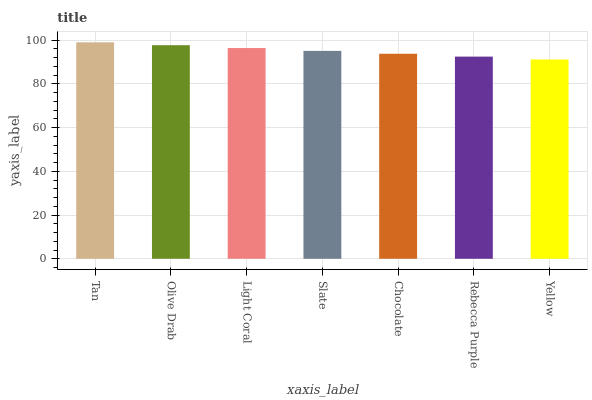 title
yaxis_label
100
80
60
40
20
0
Tan
Olive Drab
Light Coral
Slate
Chocolate
Rebecca Purple
Yellow
xaxis_label